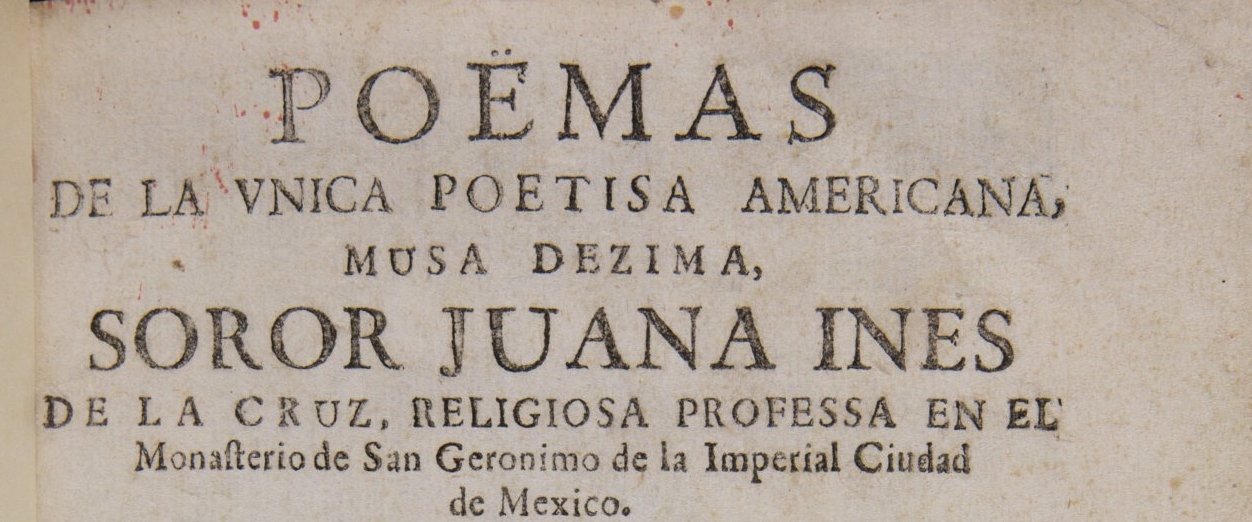 POËMAS
DE LA VNICA POETISA AMERICANA,
MUSA DEZIMA,
SOROR JUANA INES
DE LA CRUZ, RELIGIOSA PROFESSA EN EL
Monaſterio de San Geronimo de la Imperial Ciudad
de Mexico.